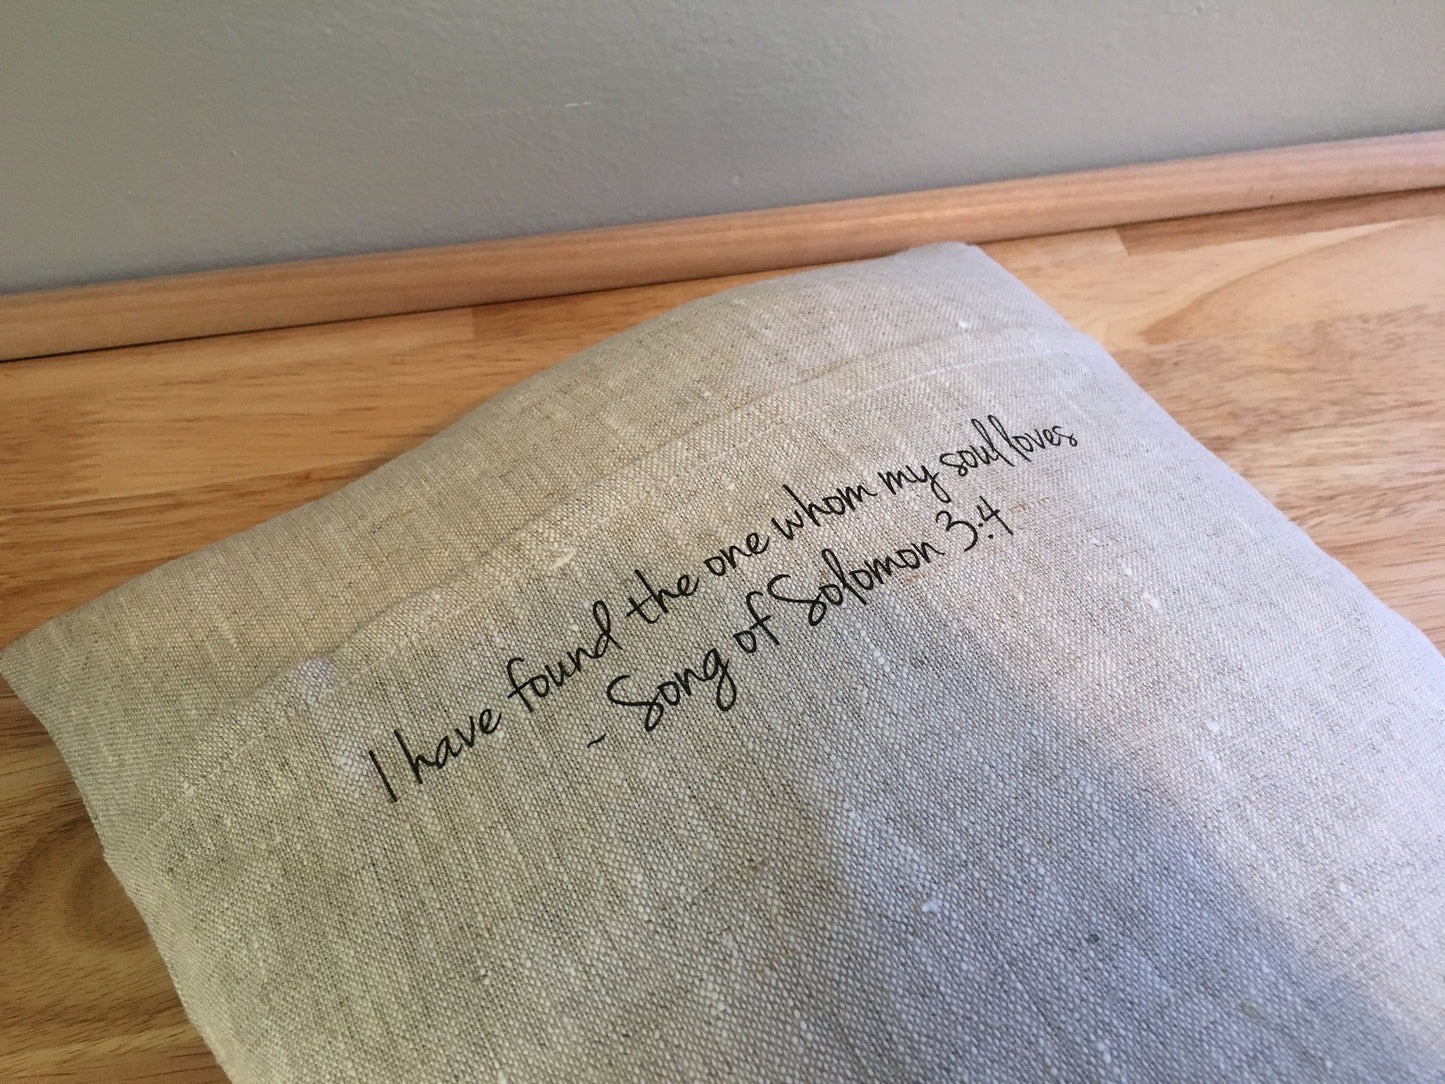 I have found the one whom my soul loves
~ Song of Solomon 3:4